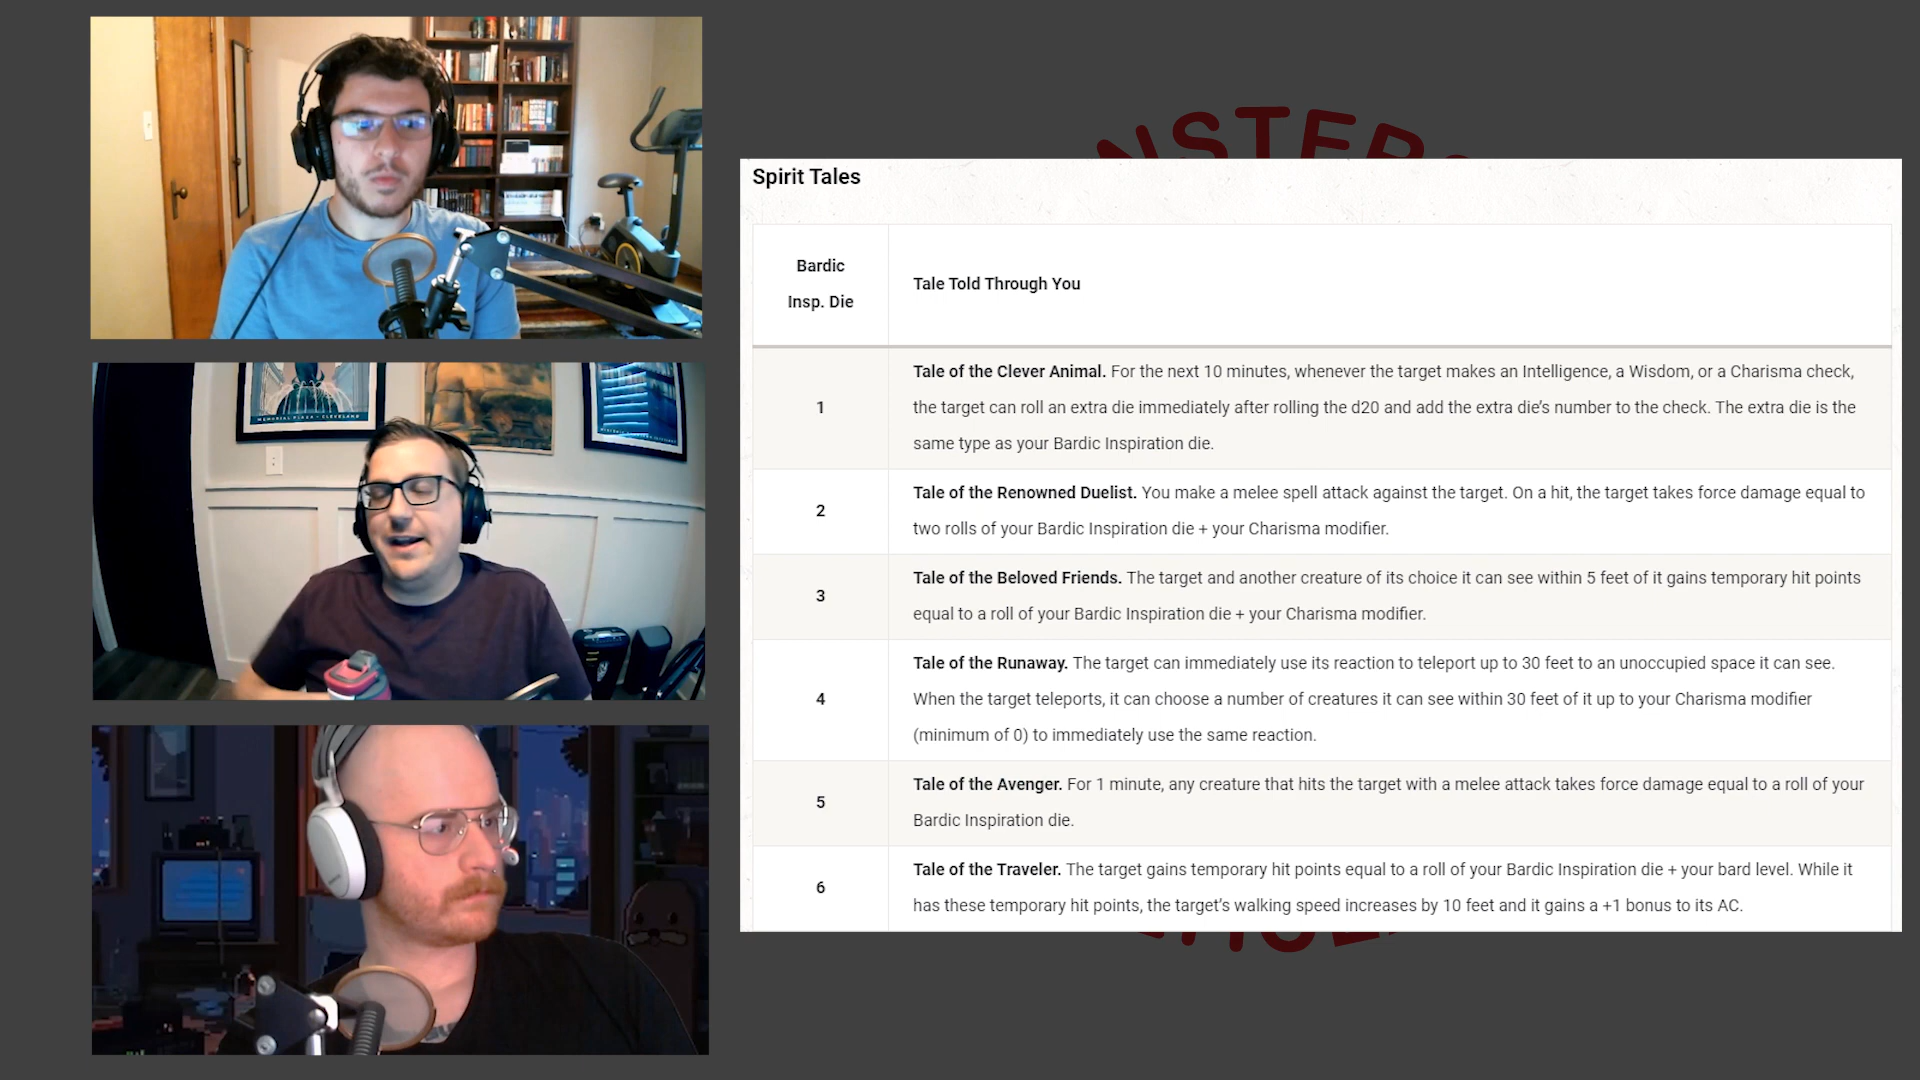 Spirit Tales
Bardic
Insp. Die
Tale Told Through You
1
Tale of the Clever Animal. For the next 10 minutes, whenever the target makes an Intelligence, a Wisdom, or a Charisma check,
the target can roll an extra die immediately after rolling the d20 and add the extra die’s number to the check. The extra die is the
same type as your Bardic Inspiration die.
2
Tale of the Renowned Duelist. You make a melee spell attack against the target. On a hit, the target takes force damage equal to
two rolls of your Bardic Inspiration die + your Charisma modifier.
3
Tale of the Beloved Friends. The target and another creature of its choice it can see within 5 feet of it gains temporary hit points
equal to a roll of your Bardic Inspiration die + your Charisma modifier.
4
Tale of the Runaway. The target can immediately use its reaction to teleport up to 30 feet to an unoccupied space it can see.
When the target teleports, it can choose a number of creatures it can see within 30 feet of it up to your Charisma modifier
(minimum of 0) to immediately use the same reaction.
5
Tale of the Avenger. For 1 minute, any creature that hits the target with a melee attack takes force damage equal to a roll of your
Bardic Inspiration die.
6
Tale of the Traveler. The target gains temporary hit points equal to a roll of your Bardic Inspiration die + your bard level. While it
has these temporary hit points, the target’s walking speed increases by 10 feet and it gains a +1 bonus to its AC.
MEMORIAL PLAZA • CLEVELAND